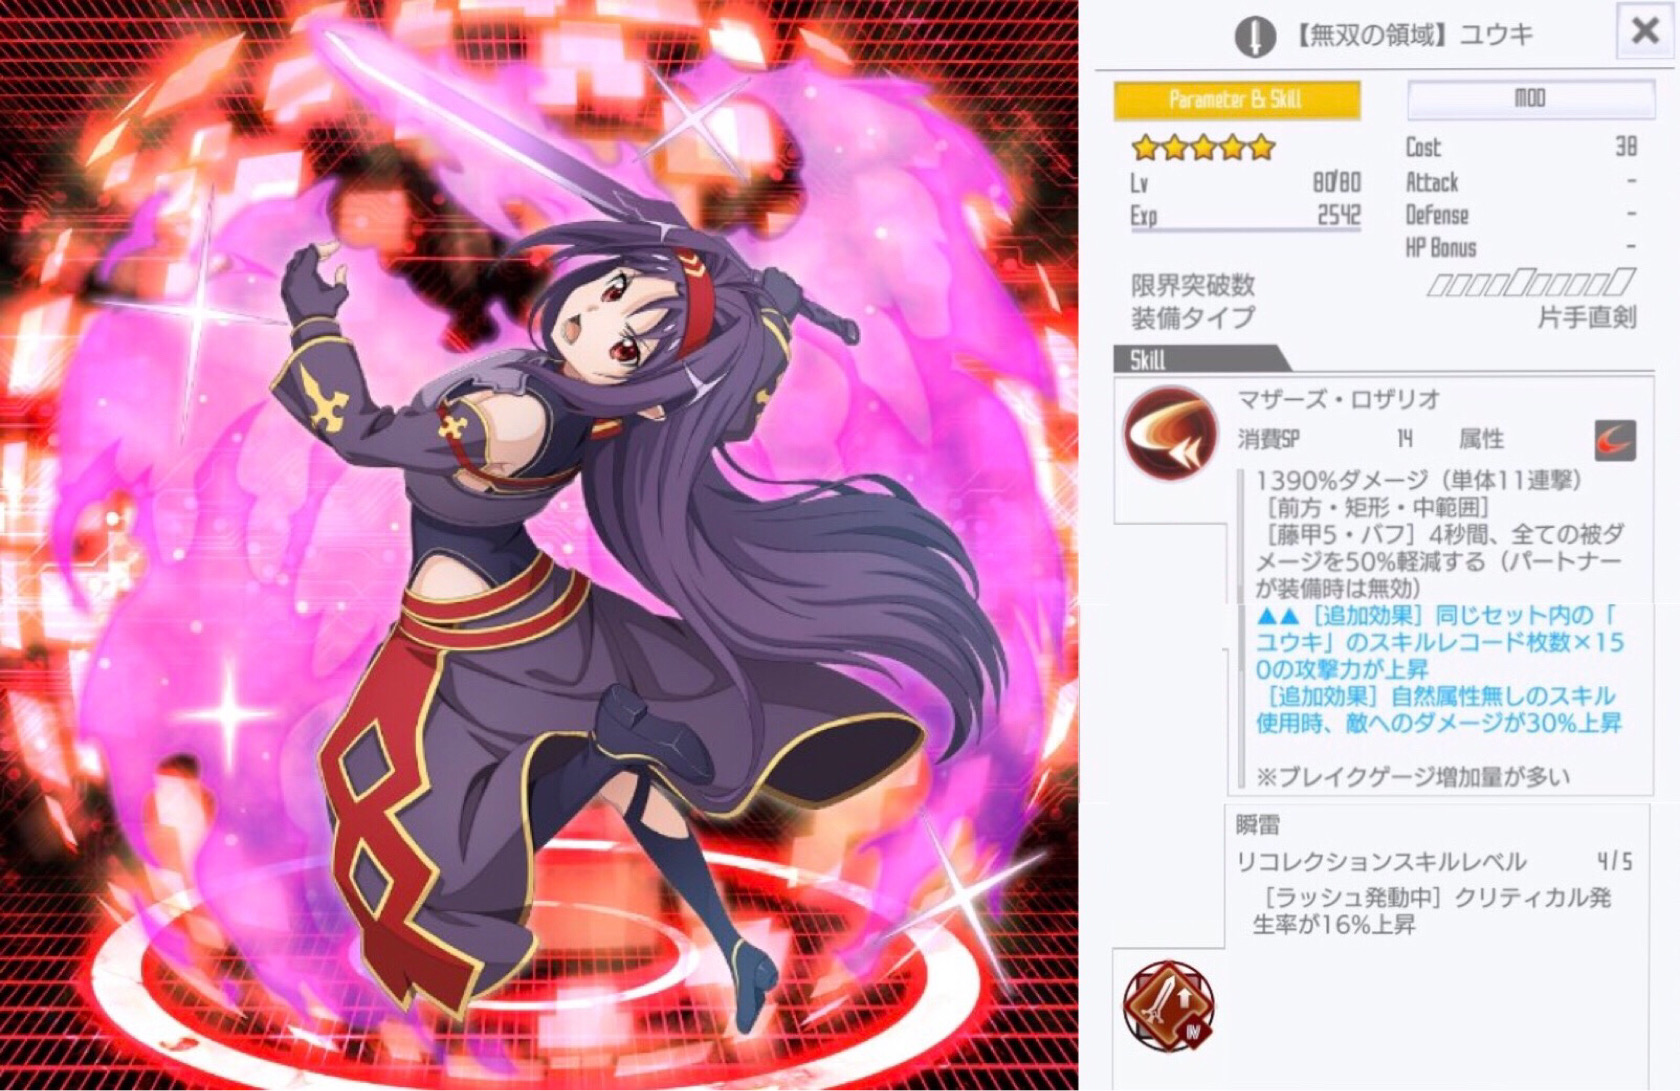 【無双の領域】ユウキ
Parameter & Skill
MOD
Cost 38
Lv 80/80
Attack -
Exp 2542
Defense -
HP Bonus -
限界突破数
装備タイプ 片手直剣
Skill
マザーズ・ロザリオ
消費SP 14 属性
1390%ダメージ（単体11連撃）
［前方・矩形・中範囲］
［藤甲5・バフ］4秒間、全ての被ダ
メージを50%軽減する（パートナー
が装備時は無効）
▲▲［追加効果］同じセット内の「
ユウキ」のスキルレコード枚数×15
0の攻撃力が上昇
［追加効果］自然属性無しのスキル
使用時、敵へのダメージが30%上昇
※ブレイクゲージ増加量が多い
瞬雷
リコレクションスキルレベル 4/5
［ラッシュ発動中］クリティカル発
生率が16%上昇
IV